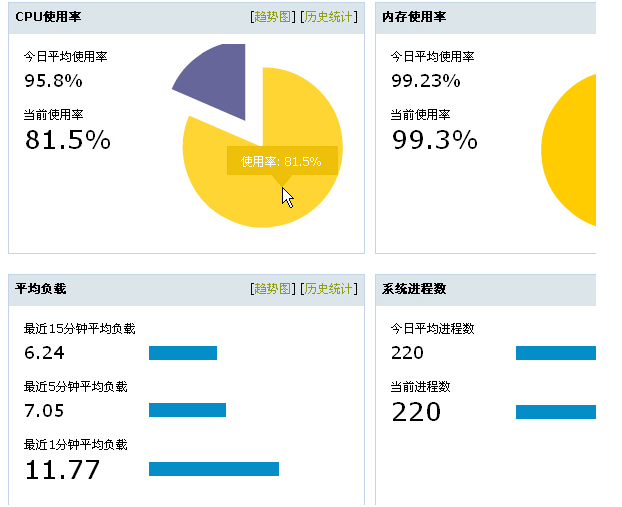 CPU使用率 [趋势图] [历史统计]
今日平均使用率
95.8%
当前使用率
81.5%
使用率: 81.5%
内存使用率
今日平均使用率
99.23%
当前使用率
99.3%
平均负载 [趋势图] [历史统计]
最近15分钟平均负载
6.24
最近5分钟平均负载
7.05
最近1分钟平均负载
11.77
系统进程数
今日平均进程数
220
当前进程数
220